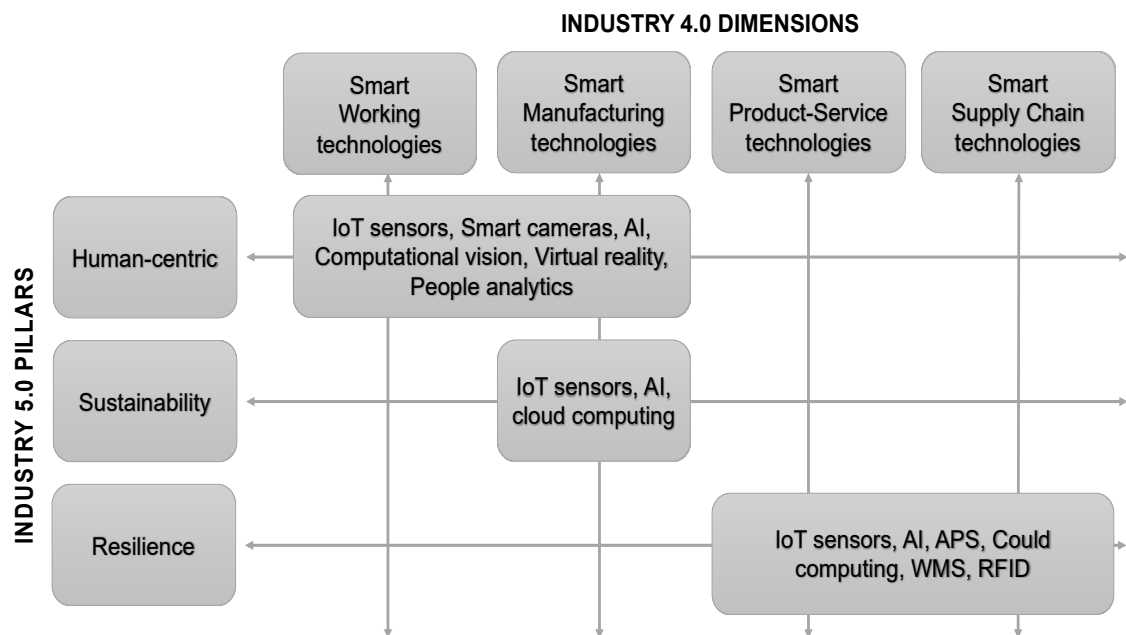 INDUSTRY 4.0 DIMENSIONS
Smart
Working
technologies
Smart
Manufacturing
technologies
Smart
Product-Service
technologies
Smart
Supply Chain
technologies
INDUSTRY 5.0 PILLARS
Human-centric
IoT sensors, Smart cameras, AI,
Computational vision, Virtual reality,
People analytics
Sustainability
IoT sensors, AI,
cloud computing
Resilience
IoT sensors, AI, APS, Could
computing, WMS, RFID